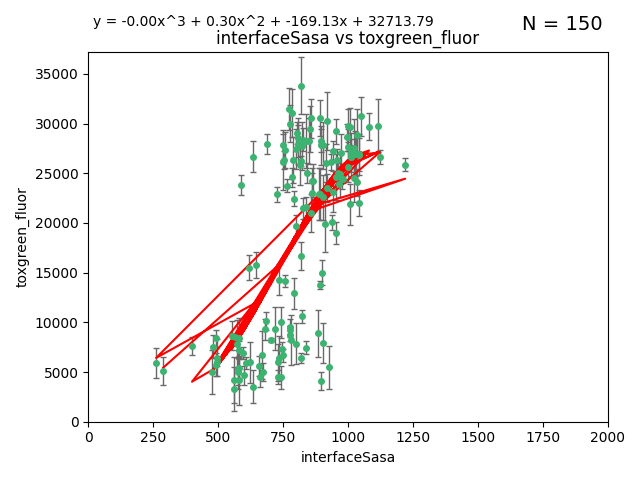 y = -0.00x^3 + 0.30x^2 + -169.13x + 32713.79
N = 150
interfaceSasa vs toxgreen_fluor
35000
30000
25000
20000
15000
10000
5000
0
toxgreen_fluor
0 250 500 750 1000 1250 1500 1750 2000
interfaceSasa